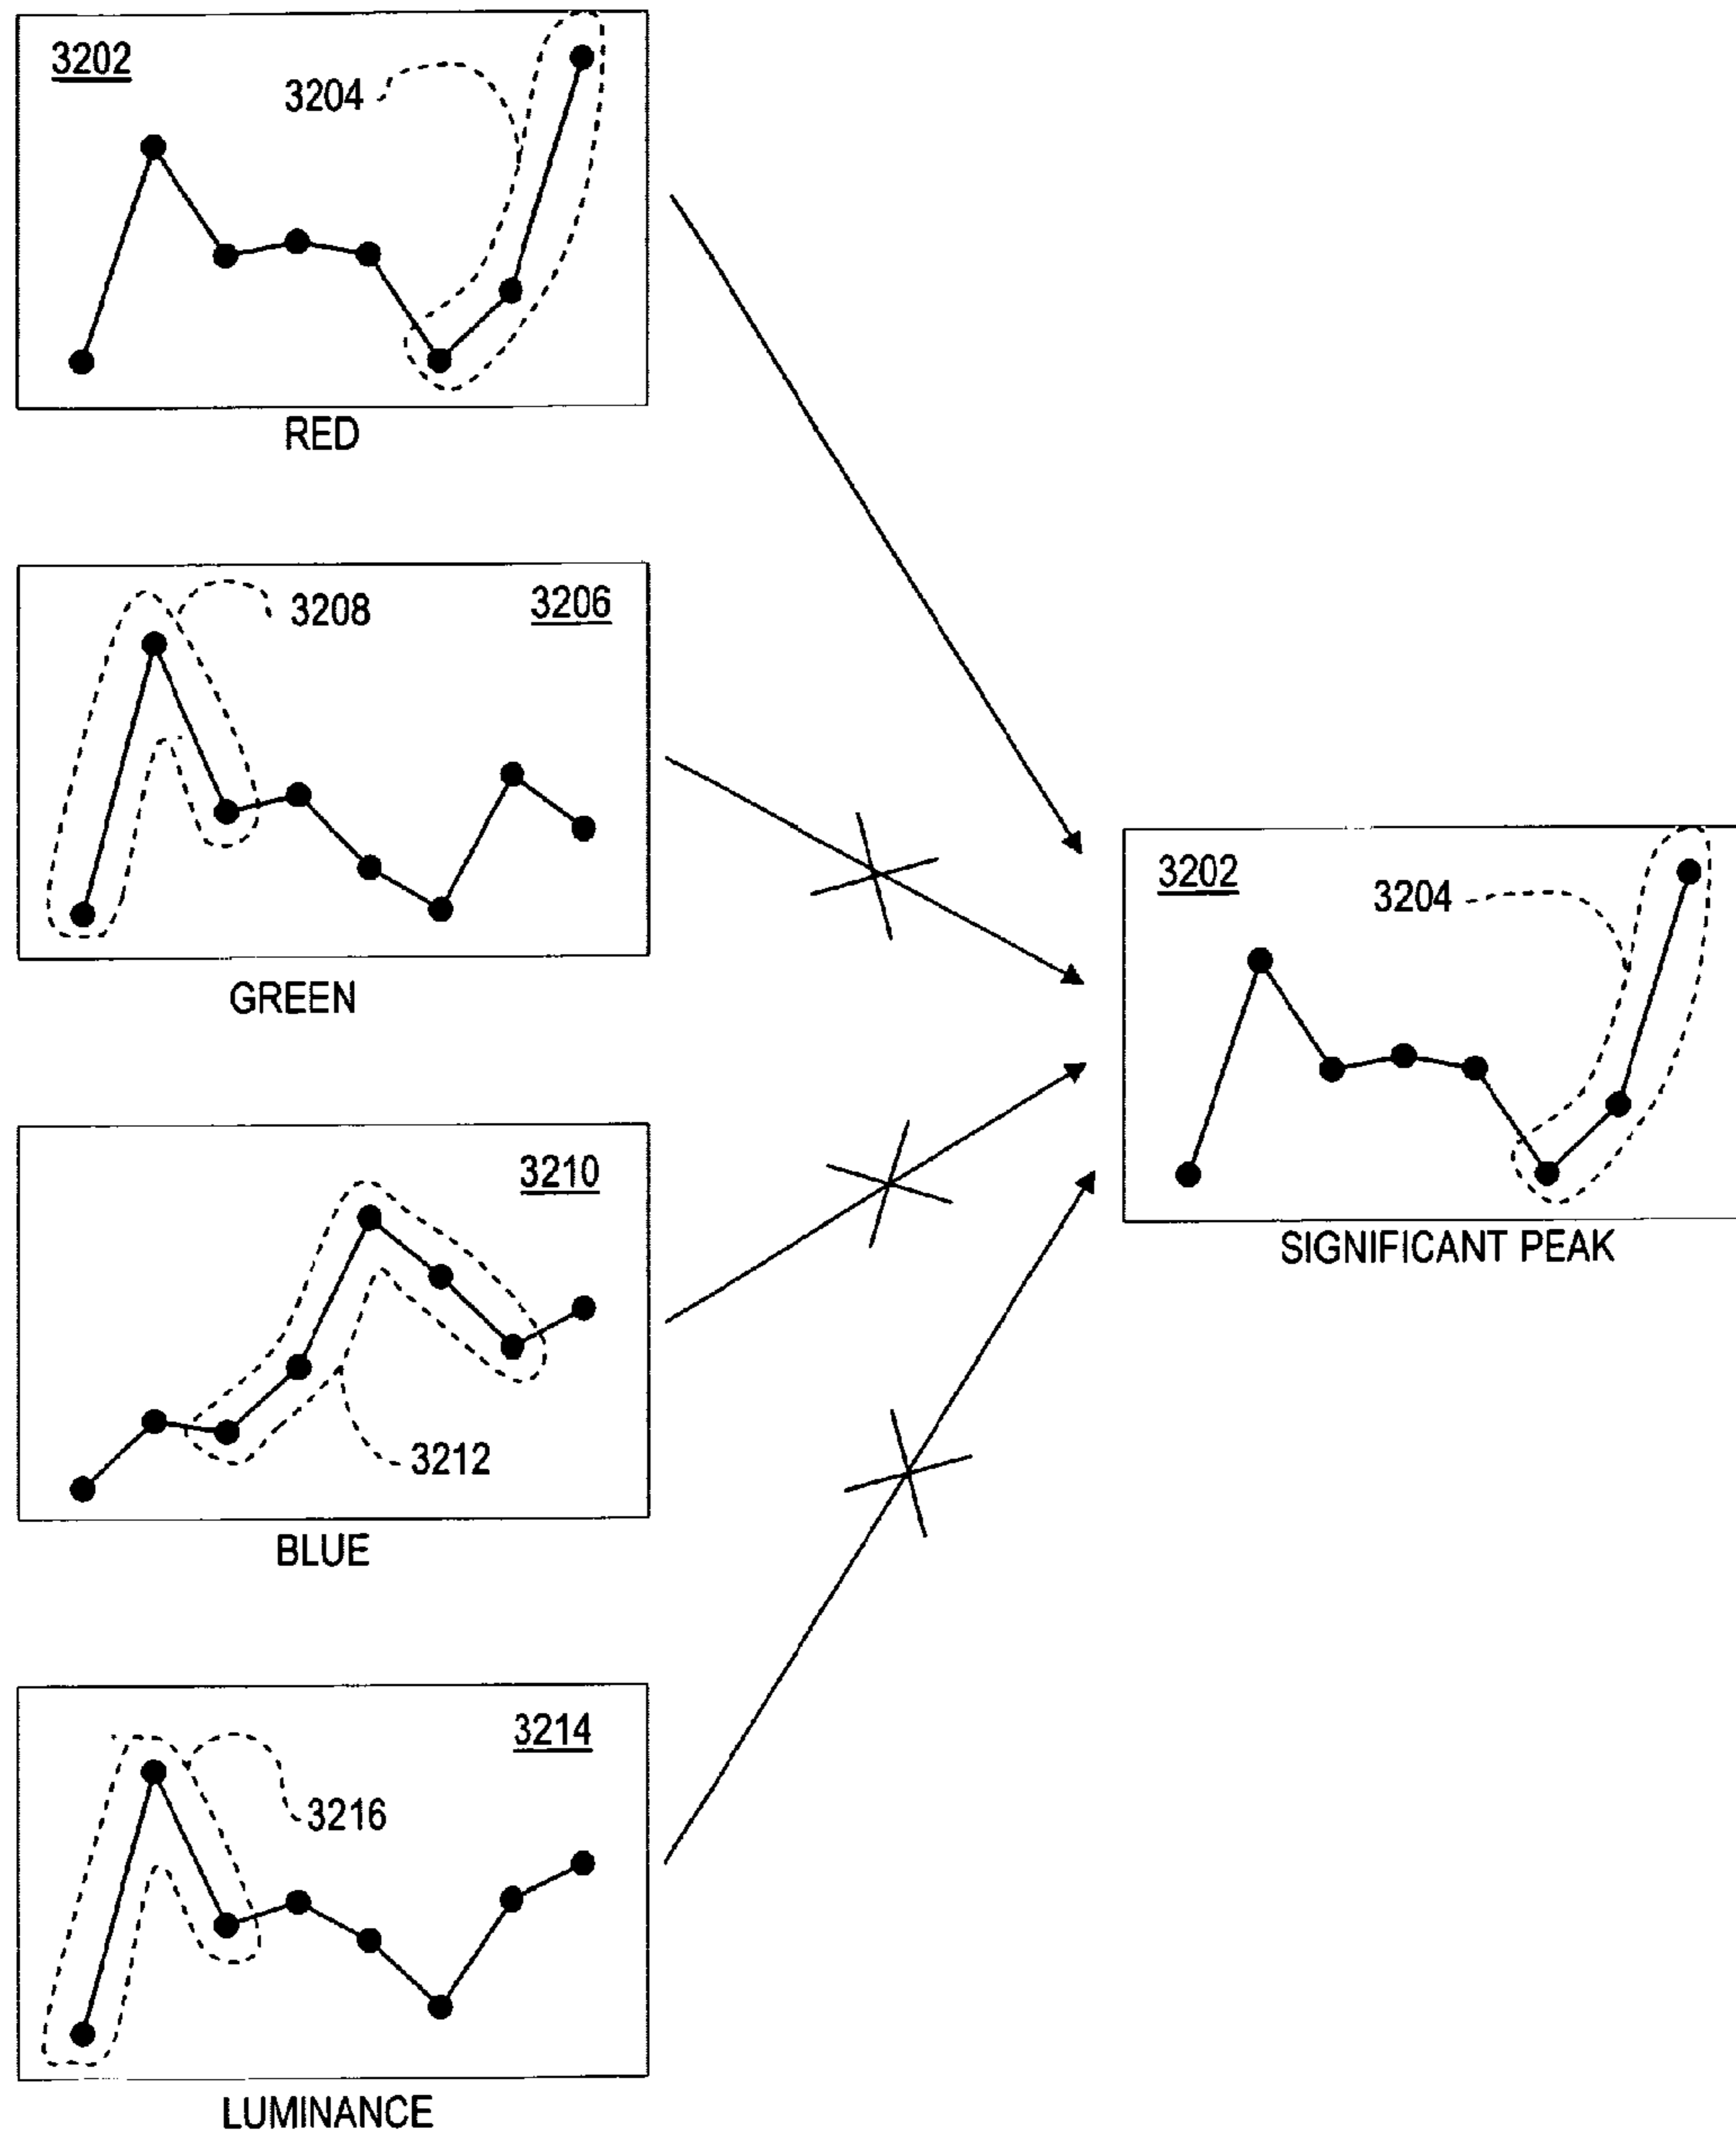 3202
3204
RED
3208
3206
GREEN
3210
3212
BLUE
3214
3216
LUMINANCE
3202
3204
SIGNIFICANT PEAK